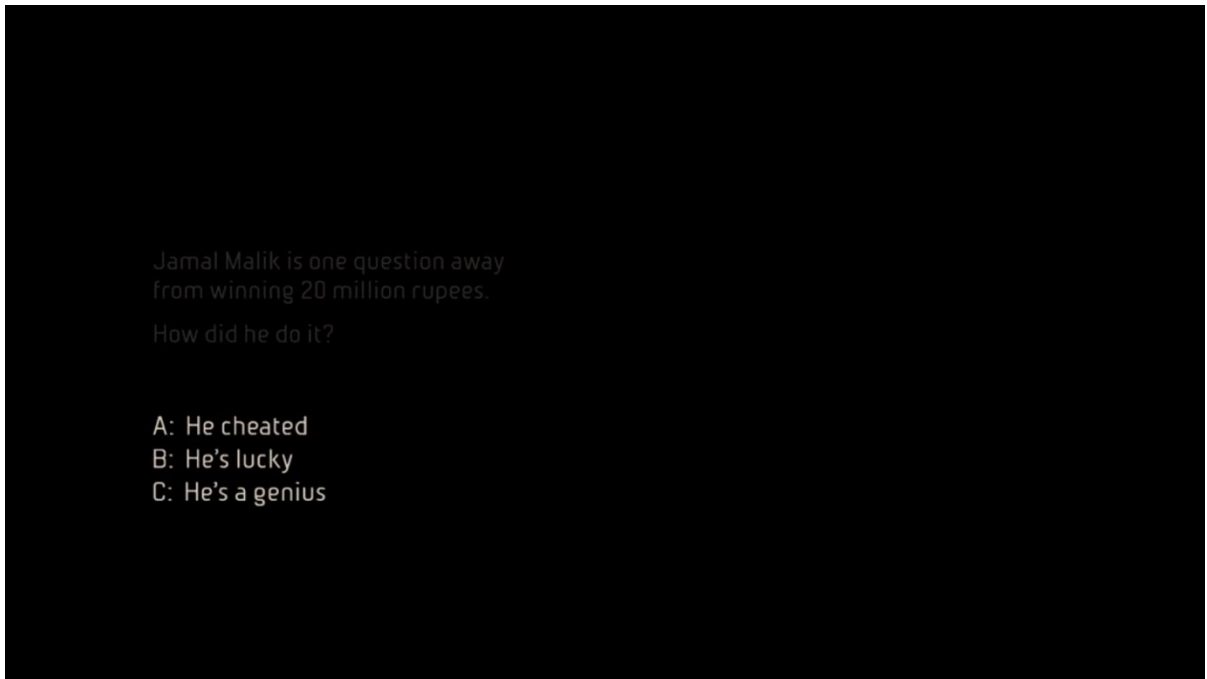 Jamal Malik is one question away
from winning 20 million rupees.
How did he do it?
A: He cheated
B: He's lucky
C: He's a genius